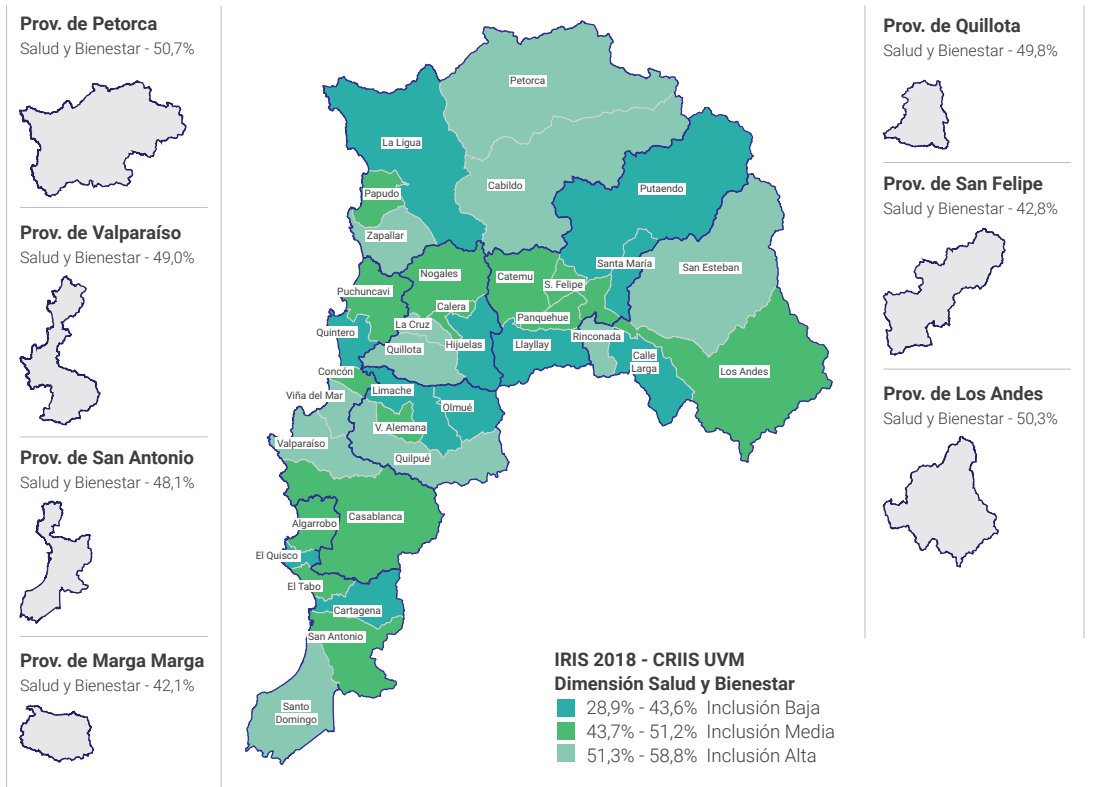 Prov. de Petorca
Salud y Bienestar - 50,7%
Prov. de Valparaíso
Salud y Bienestar - 49,0%
Prov. de San Antonio
Salud y Bienestar - 48,1%
Prov. de Marga Marga
Salud y Bienestar - 42,1%
Petorca
La Ligua
Cabildo
Putaendo
Papudo
Zapallar
Santa María
San Esteban
Nogales
Catemu
S. Felipe
Puchuncavi
Calera
Panquehue
La Cruz
Quintero
Rinconada
Hijuelas
Llayllay
Quillota
Calle
Larga
Concón
Los Andes
Limache
Viña del Mar
Olmué
V. Alemana
Valparaíso
Quilpué
Casablanca
Algarrobo
El Quisco
El Tabo
Cartagena
San Antonio
Santo
Domingo
IRIS 2018 - CRIIS UVM
Dimensión Salud y Bienestar
28,9% - 43,6% Inclusión Baja
43,7% - 51,2% Inclusión Media
51,3% - 58,8% Inclusión Alta
Prov. de Quillota
Salud y Bienestar - 49,8%
Prov. de San Felipe
Salud y Bienestar - 42,8%
Prov. de Los Andes
Salud y Bienestar - 50,3%